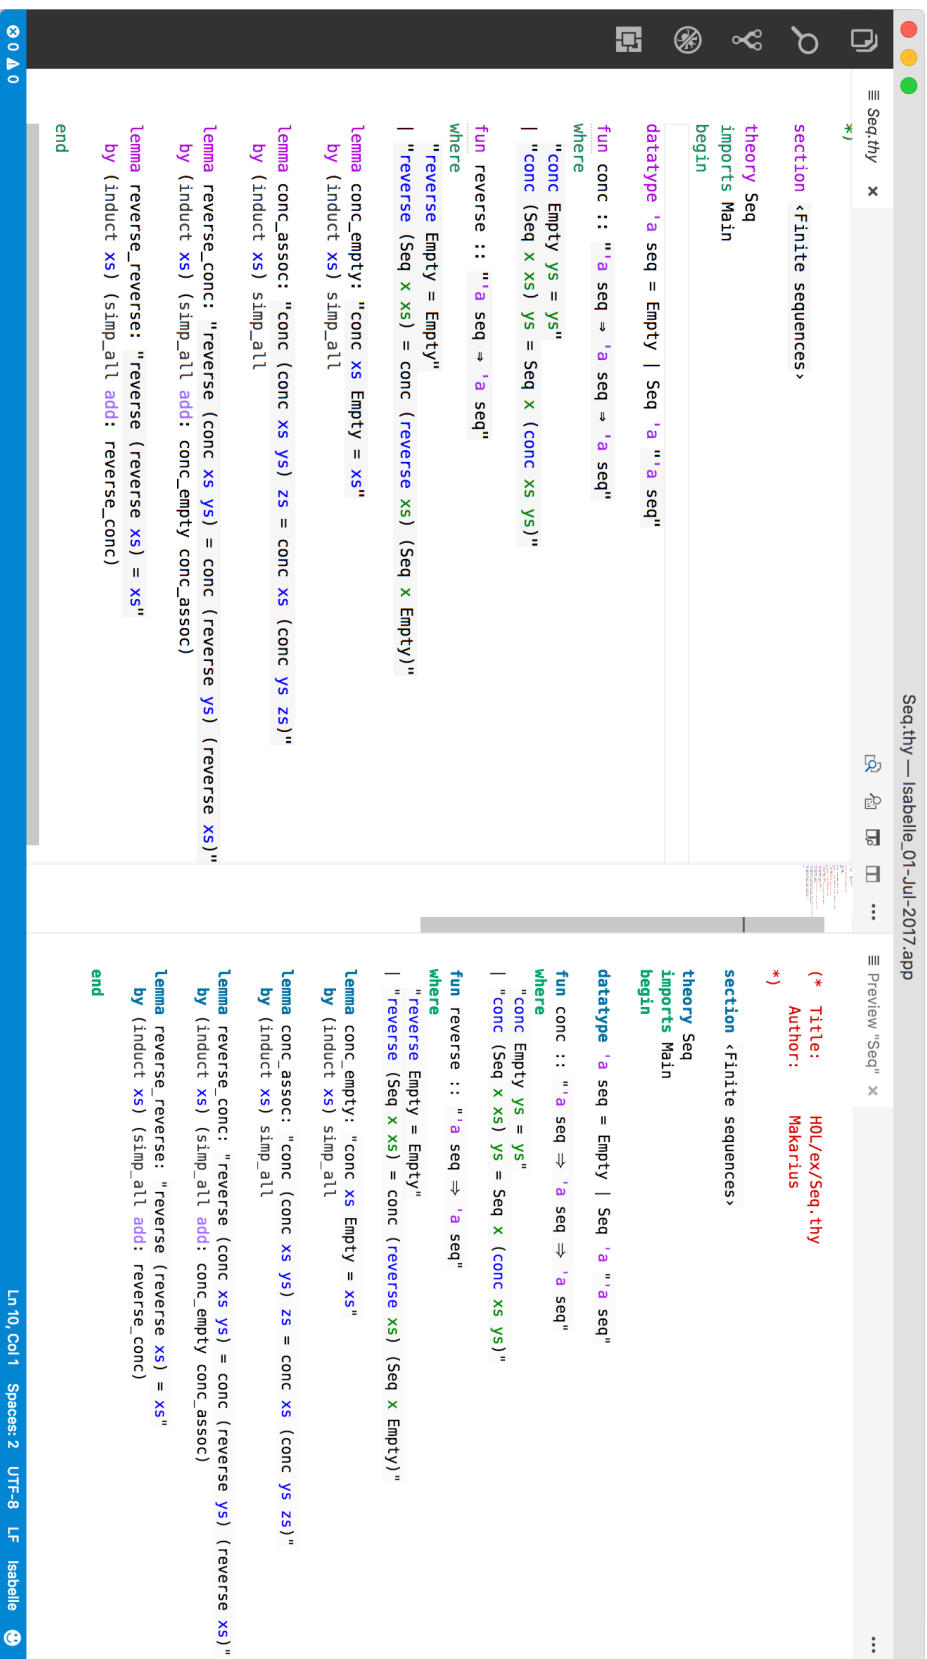 Seq.thy — Isabelle_01-Jul-2017.app
Seq.thy
*)
section ‹Finite sequences›
theory Seq
imports Main
begin
datatype 'a seq = Empty | Seq 'a "'a seq"
fun conc :: "'a seq ⇒ 'a seq ⇒ 'a seq"
where
"conc Empty ys = ys"
| "conc (Seq x xs) ys = Seq x (conc xs ys)"
fun reverse :: "'a seq ⇒ 'a seq"
where
"reverse Empty = Empty"
| "reverse (Seq x xs) = conc (reverse xs) (Seq x Empty)"
lemma conc_empty: "conc xs Empty = xs"
by (induct xs) simp_all
lemma conc_assoc: "conc (conc xs ys) zs = conc xs (conc ys zs)"
by (induct xs) simp_all
lemma reverse_conc: "reverse (conc xs ys) = conc (reverse ys) (reverse xs)"
by (induct xs) (simp_all add: conc_empty conc_assoc)
lemma reverse_reverse: "reverse (reverse xs) = xs"
by (induct xs) (simp_all add: reverse_conc)
end
Preview "Seq"
(* Title: HOL/ex/Seq.thy
Author: Makarius
*)
section ‹Finite sequences›
theory Seq
imports Main
begin
datatype 'a seq = Empty | Seq 'a "'a seq"
fun conc :: "'a seq ⇒ 'a seq ⇒ 'a seq"
where
"conc Empty ys = ys"
| "conc (Seq x xs) ys = Seq x (conc xs ys)"
fun reverse :: "'a seq ⇒ 'a seq"
where
"reverse Empty = Empty"
| "reverse (Seq x xs) = conc (reverse xs) (Seq x Empty)"
lemma conc_empty: "conc xs Empty = xs"
by (induct xs) simp_all
lemma conc_assoc: "conc (conc xs ys) zs = conc xs (conc ys zs)"
by (induct xs) simp_all
lemma reverse_conc: "reverse (conc xs ys) = conc (reverse ys) (reverse xs)"
by (induct xs) (simp_all add: conc_empty conc_assoc)
lemma reverse_reverse: "reverse (reverse xs) = xs"
by (induct xs) (simp_all add: reverse_conc)
end
0 0 Ln 10, Col 1 Spaces: 2 UTF-8 LF Isabelle